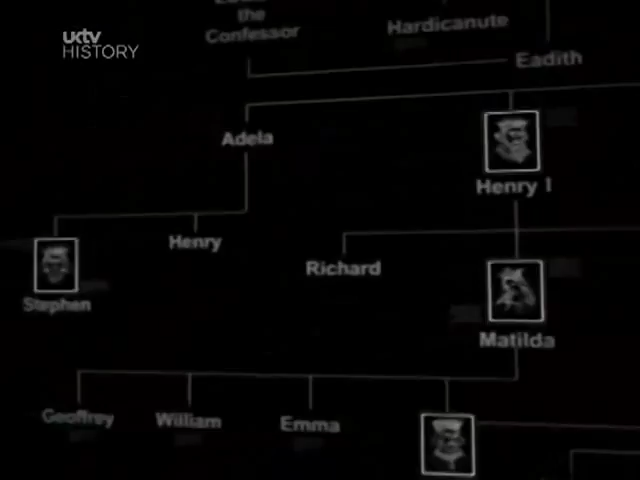 uktv
HISTORY
the
Confessor
Hardicanute
Eadith
Adela
Henry I
Stephen
Henry
Richard
Matilda
Geoffrey
William
Emma